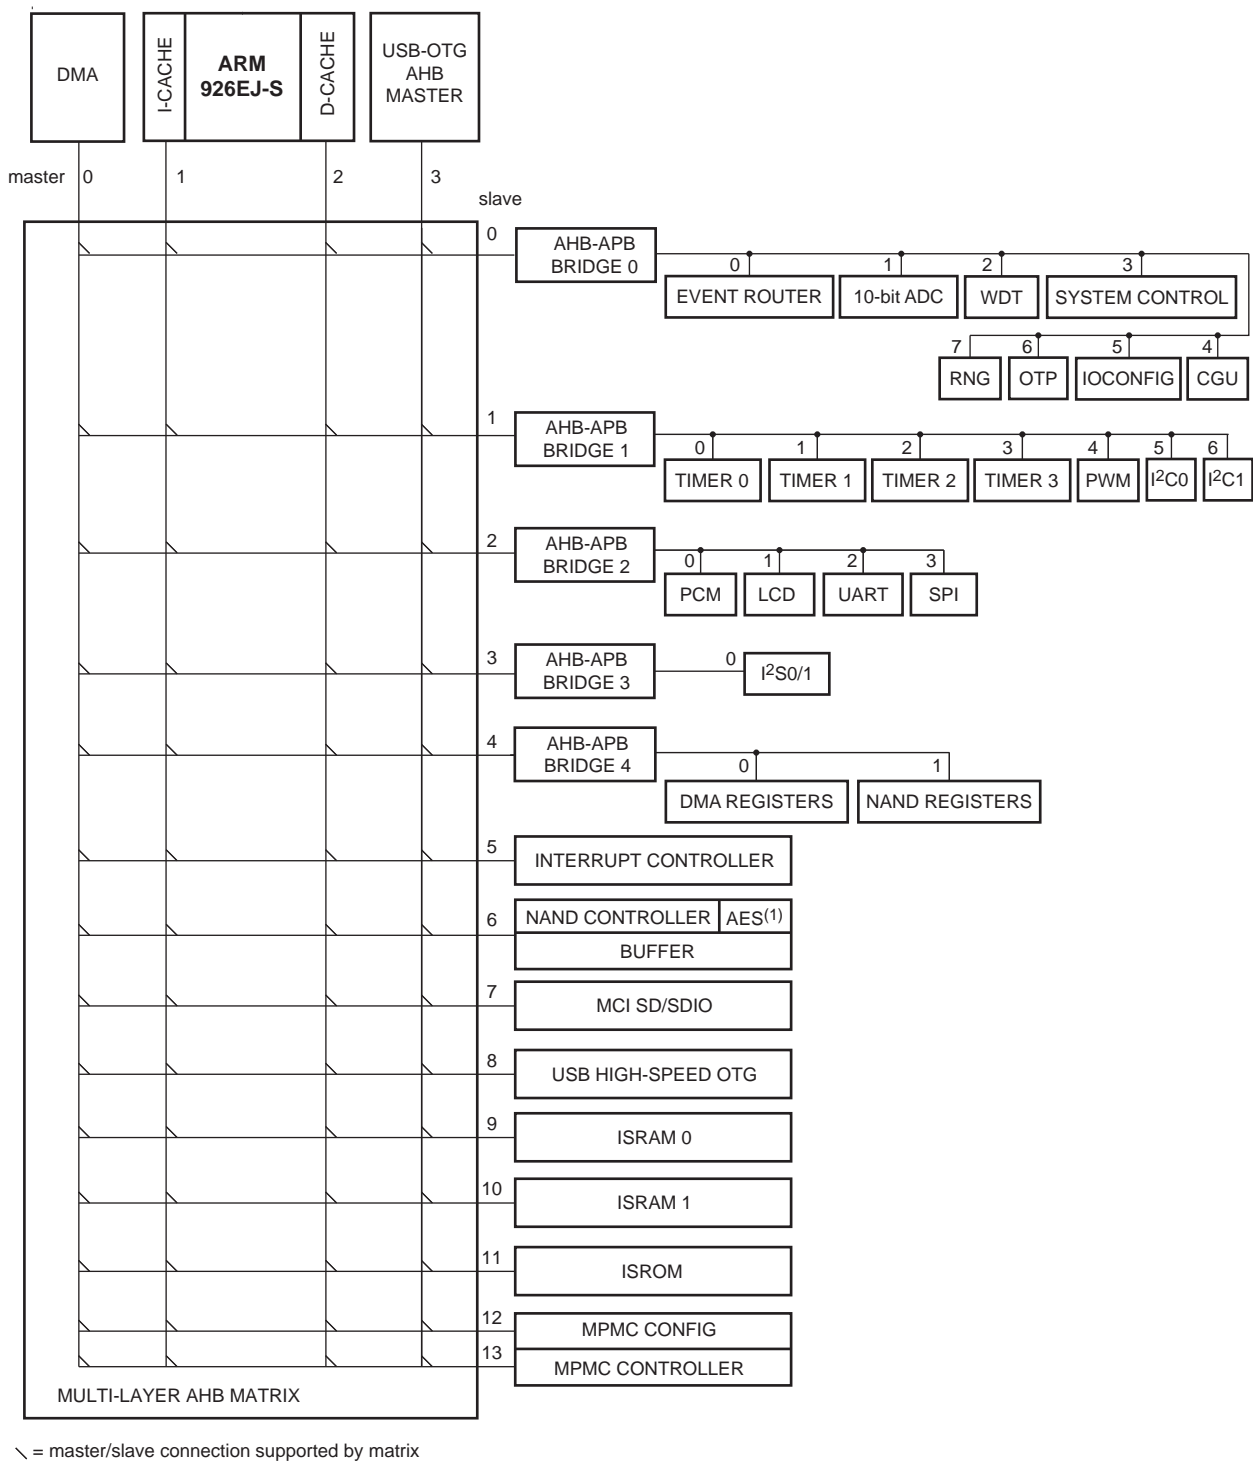 DMA
I-CACHE
ARM
926EJ-S
D-CACHE
USB-OTG
AHB
MASTER
master 0 1 2 3
slave
0
AHB-APB
BRIDGE 0
0 1 2 3
EVENT ROUTER 10-bit ADC WDT SYSTEM CONTROL
7 6 5 4
RNG OTP IOCONFIG CGU
1
AHB-APB
BRIDGE 1
0 1 2 3 4 5 6
TIMER 0 TIMER 1 TIMER 2 TIMER 3 PWM I²C0 I²C1
2
AHB-APB
BRIDGE 2
0 1 2 3
PCM LCD UART SPI
3
AHB-APB
BRIDGE 3
0
I²S0/1
4
AHB-APB
BRIDGE 4
0 1
DMA REGISTERS NAND REGISTERS
5
INTERRUPT CONTROLLER
6
NAND CONTROLLER AES(1)
BUFFER
7
MCI SD/SDIO
8
USB HIGH-SPEED OTG
9
ISRAM 0
10
ISRAM 1
11
ISROM
12
MPMC CONFIG
13
MPMC CONTROLLER
MULTI-LAYER AHB MATRIX
= master/slave connection supported by matrix